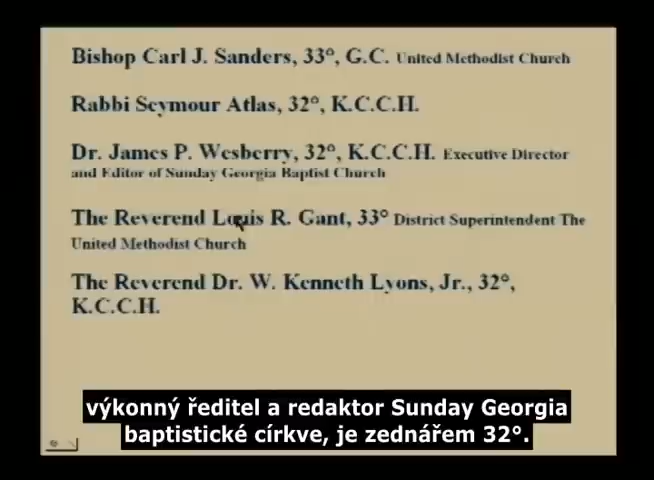 Bishop Carl J. Sanders, 33°, G.C. United Methodist Church
Rabbi Seymour Atlas, 32°, K.C.C.H.
Dr. James P. Wesberry, 32°, K.C.C.H. Executive Director
and Editor of Sunday Georgia Baptist Church
The Reverend Louis R. Gant, 33° District Superintendent The
United Methodist Church
The Reverend Dr. W. Kenneth Lyons, Jr., 32°,
K.C.C.H.
výkonný ředitel a redaktor Sunday Georgia
baptistické církve, je zednářem 32°.